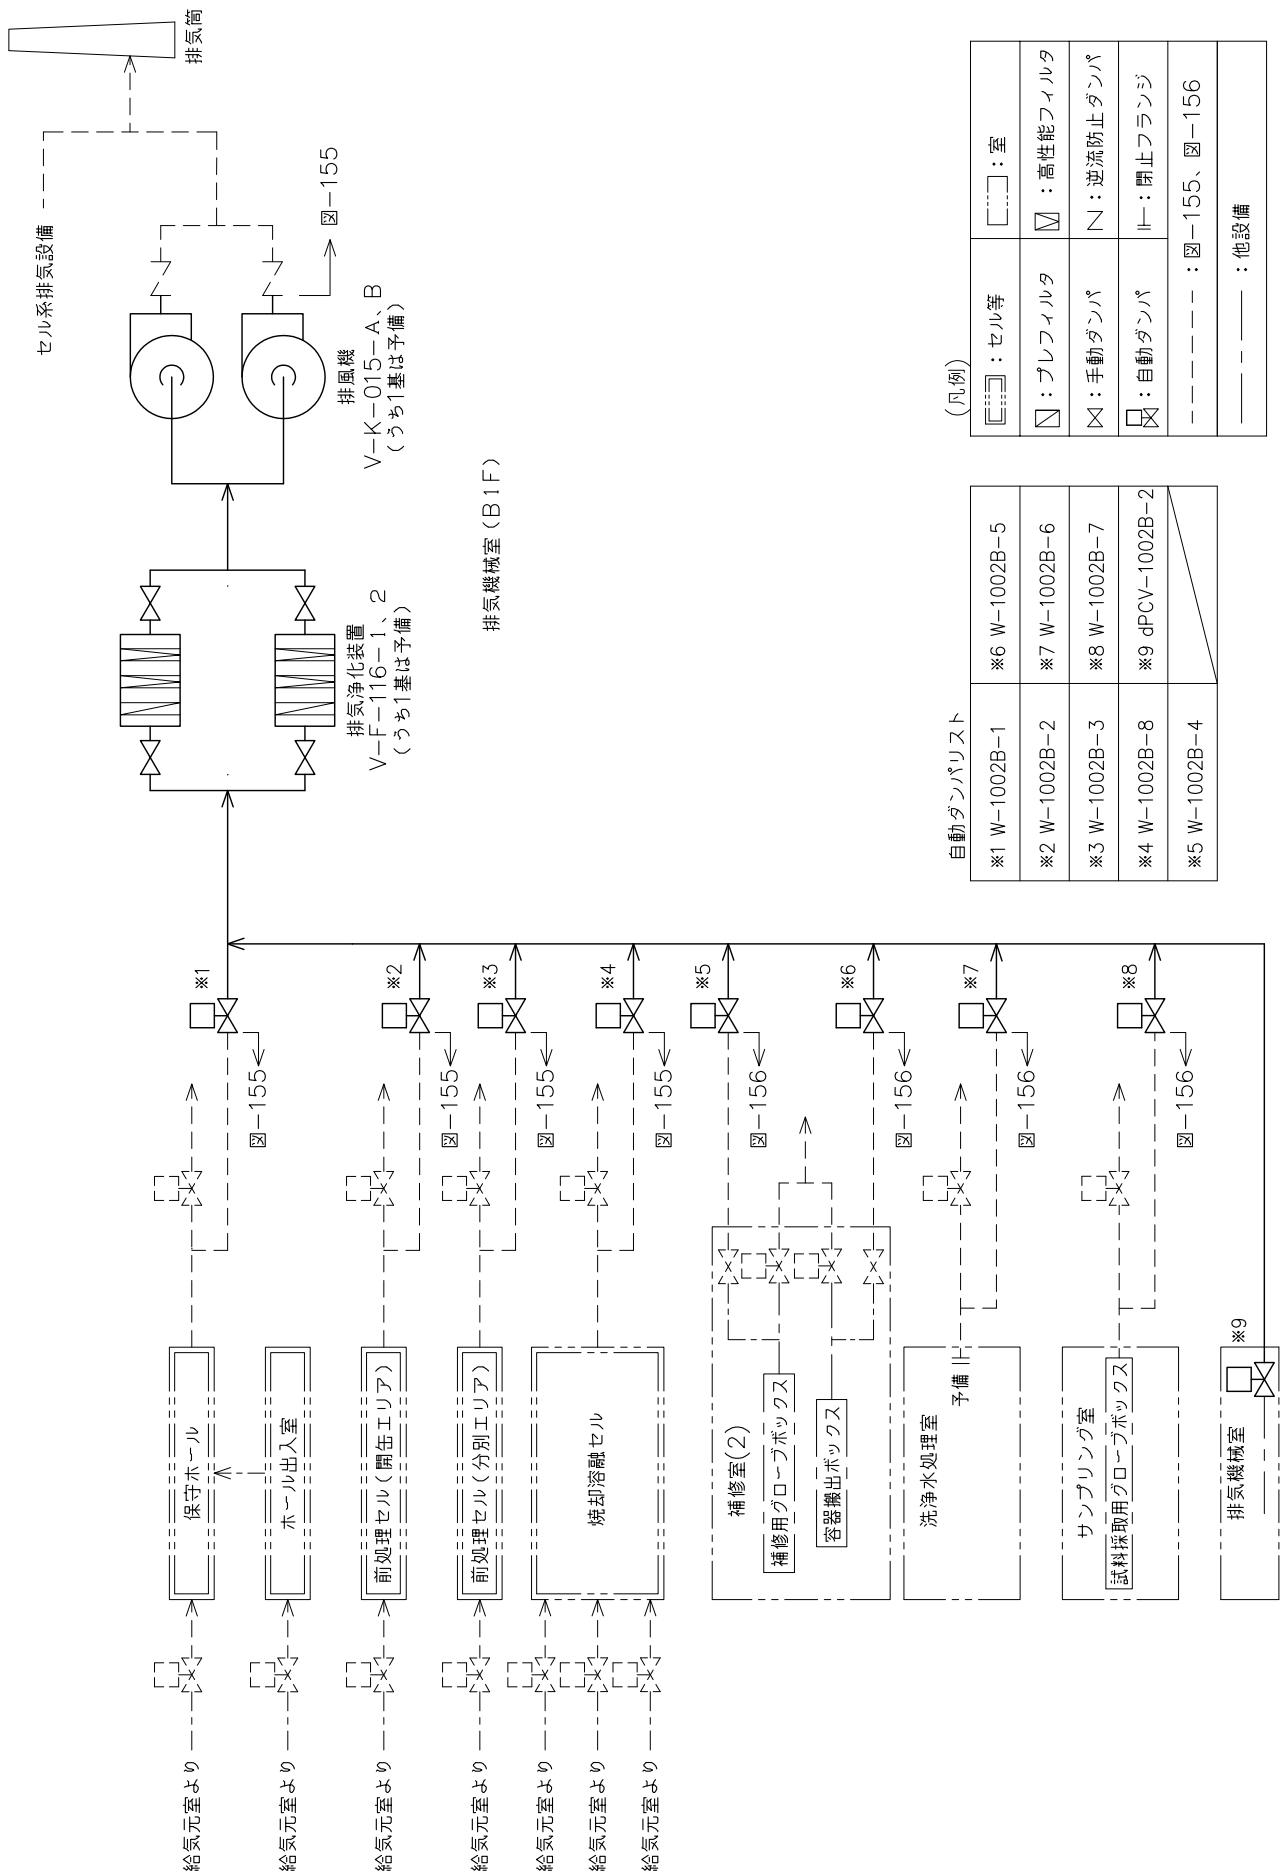 給気元室より
給気元室より
給気元室より
給気元室より
給気元室より
給気元室より
給気元室より
保守ホール
ホール出入室
前処理セル(開缶エリア)
前処理セル(分別エリア)
焼却溶融セル
補修室(2)
補修用グローブボックス
容器搬出ボックス
洗浄水処理室
予備
サンプリング室
試料採取用グローブボックス
排気機械室
※1
※2
※3
※4
※5
※6
※7
※8
※9
図-155
図-155
図-155
図-155
図-156
図-156
図-156
図-156
排気浄化装置
V-F-116-1、2
(うち1基は予備)
排気機械室(B1F)
排風機
V-K-015-A、B
(うち1基は予備)
図-155
セル系排気設備
排気筒
自動ダンパリスト
※1 W-1002B-1
※6 W-1002B-5
※2 W-1002B-2
※7 W-1002B-6
※3 W-1002B-3
※8 W-1002B-7
※4 W-1002B-8
※9 dPCV-1002B-2
※5 W-1002B-4
(凡例)
:セル等
:室
:プレフィルタ
:高性能フィルタ
:手動ダンパ
:逆流防止ダンパ
:自動ダンパ
:閉止フランジ
:図-155、図-156
:他設備